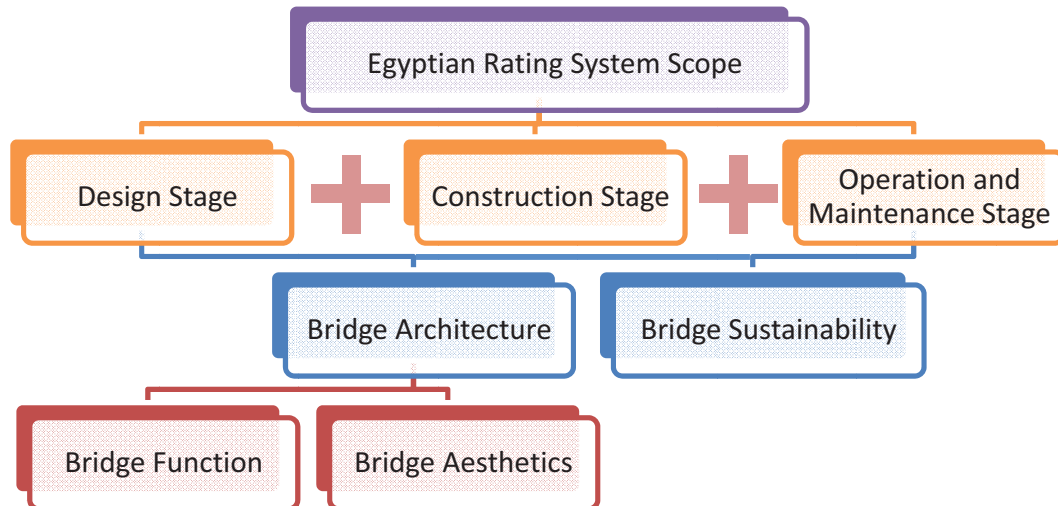 Egyptian Rating System Scope
Design Stage
Construction Stage
Operation and
Maintenance Stage
Bridge Architecture
Bridge Sustainability
Bridge Function
Bridge Aesthetics